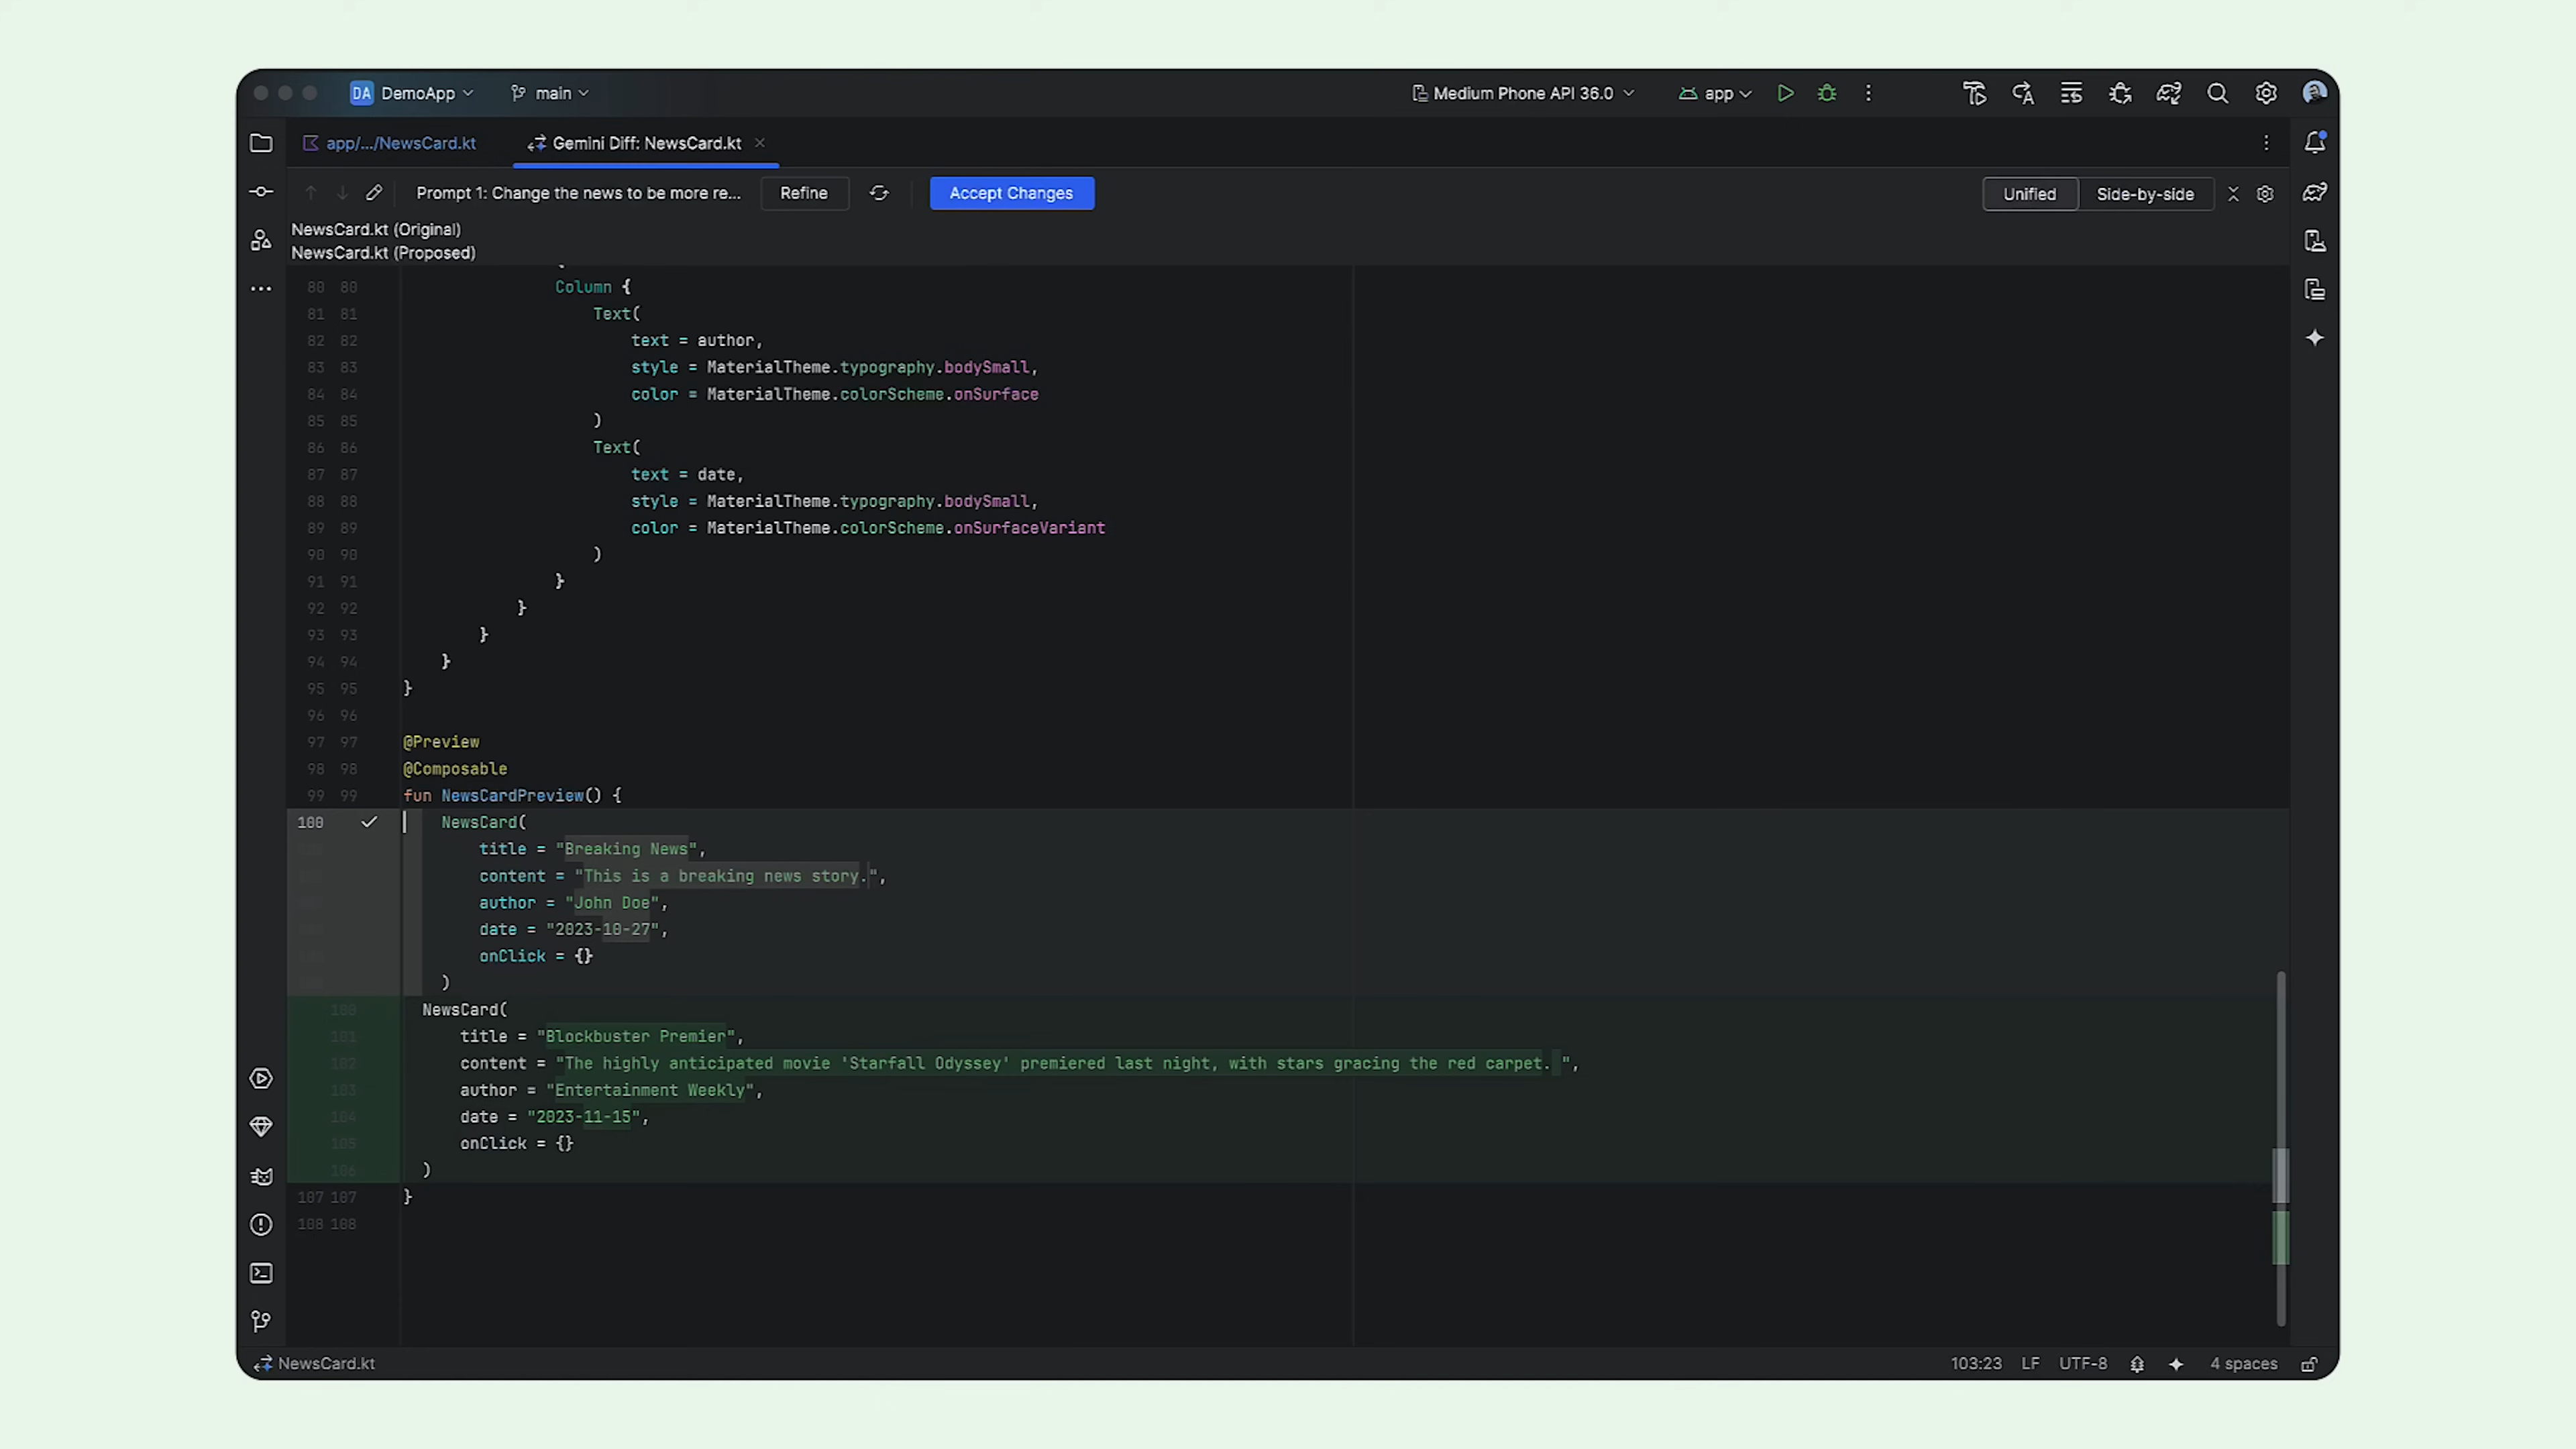 DA DemoApp main Medium Phone API 36.0 app
app/.../NewsCard.kt Gemini Diff: NewsCard.kt
Prompt 1: Change the news to be more re... Refine Accept Changes Unified Side-by-side
NewsCard.kt (Original)
NewsCard.kt (Proposed)
80 80 Column {
81 81 Text(
82 82 text = author,
83 83 style = MaterialTheme.typography.bodySmall,
84 84 color = MaterialTheme.colorScheme.onSurface
85 85 )
86 86 Text(
87 87 text = date,
88 88 style = MaterialTheme.typography.bodySmall,
89 89 color = MaterialTheme.colorScheme.onSurfaceVariant
90 90 )
91 91 }
92 92 }
93 93 }
94 94 }
95 95 }
96 96
97 97 @Preview
98 98 @Composable
99 99 fun NewsCardPreview() {
100 NewsCard(
title = "Breaking News",
content = "This is a breaking news story.",
author = "John Doe",
date = "2023-10-27",
onClick = {}
)
100 NewsCard(
101 title = "Blockbuster Premier",
102 content = "The highly anticipated movie 'Starfall Odyssey' premiered last night, with stars gracing the red carpet. ",
103 author = "Entertainment Weekly",
104 date = "2023-11-15",
105 onClick = {}
106 )
107 107 }
108 108
NewsCard.kt 103:23 LF UTF-8 4 spaces